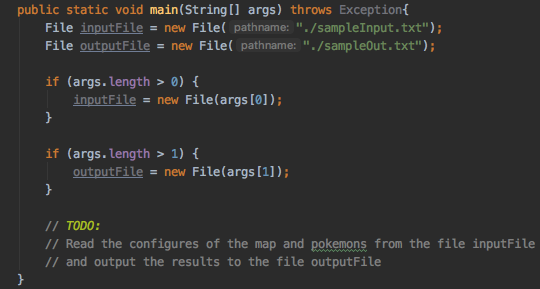 public static void main(String[] args) throws Exception{
File inputFile = new File( pathname: "./sampleInput.txt");
File outputFile = new File( pathname: "./sampleOut.txt");
if (args.length > 0) {
inputFile = new File(args[0]);
}
if (args.length > 1) {
outputFile = new File(args[1]);
}
// TODO:
// Read the configures of the map and pokemons from the file inputFile
// and output the results to the file outputFile
}